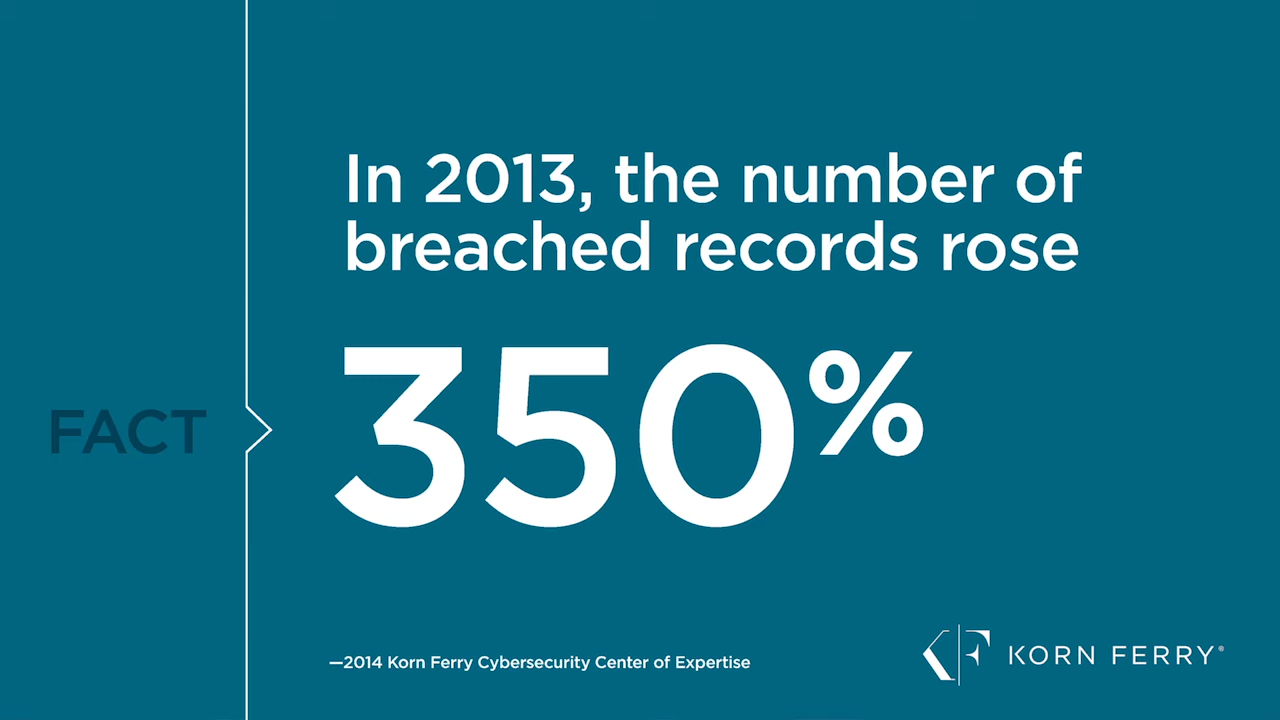 In 2013, the number of
breached records rose
350%
FACT
—2014 Korn Ferry Cybersecurity Center of Expertise
KORN FERRY®